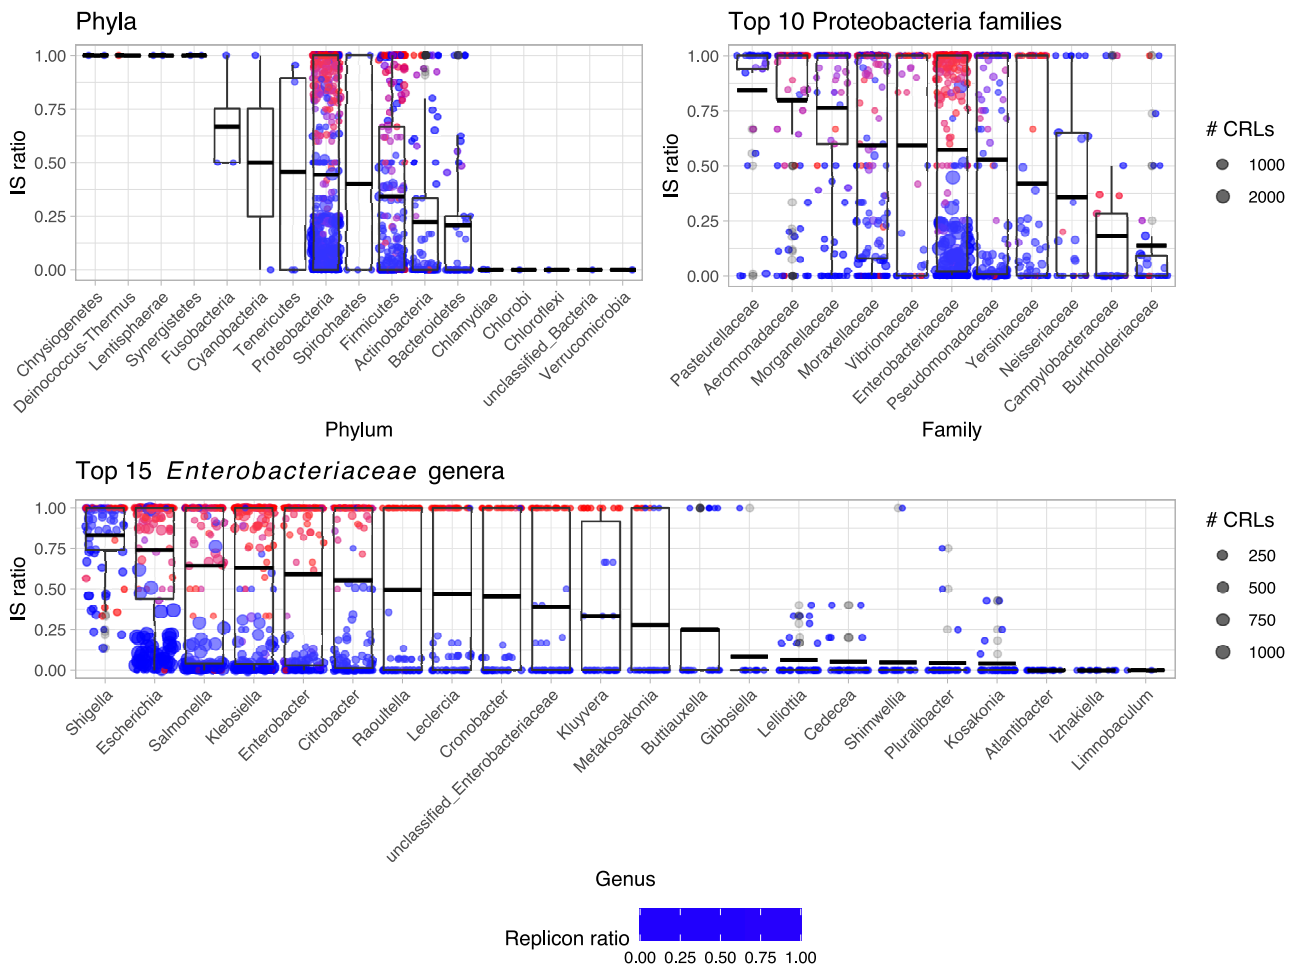 Phyla
IS ratio
1.00
0.75
0.50
0.25
0.00
Chrysiogenetes
Deinococcus-Thermus
Lentisphaerae
Synergistetes
Fusobacteria
Cyanobacteria
Tenericutes
Proteobacteria
Spirochaetes
Firmicutes
Actinobacteria
Bacteroidetes
Chlamydiae
Chlorobi
Chloroflexi
unclassified_Bacteria
Verrucomicrobia
Phylum
Top 10 Proteobacteria families
IS ratio
1.00
0.75
0.50
0.25
0.00
Pasteurellaceae
Aeromonadaceae
Morganellaceae
Moraxellaceae
Vibrionaceae
Enterobacteriaceae
Pseudomonadaceae
Yersiniaceae
Neisseriaceae
Campylobacteraceae
Burkholderiaceae
Family
# CRLs
1000
2000
Top 15 Enterobacteriaceae genera
IS ratio
1.00
0.75
0.50
0.25
0.00
Shigella
Escherichia
Salmonella
Klebsiella
Enterobacter
Citrobacter
Raoultella
Leclercia
Cronobacter
unclassified_Enterobacteriaceae
Kluyvera
Metakosakonia
Buttiauxella
Gibbsiella
Lelliottia
Cedecea
Shimwellia
Pluralibacter
Kosakonia
Atlantibacter
Izhakiella
Limnobaculum
Genus
# CRLs
250
500
750
1000
Replicon ratio
0.00 0.25 0.50 0.75 1.00